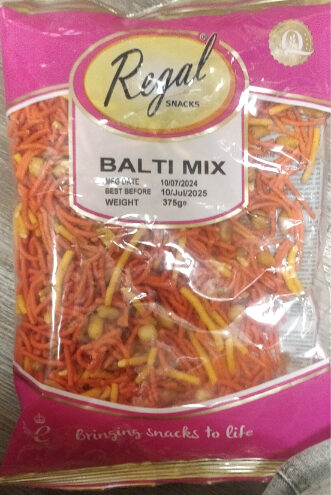 Regal
SNACKS
BALTI MIX
MFG DATE 10/07/2024
BEST BEFORE 10/Jul/2025
WEIGHT 375ge
Bringing snacks to life